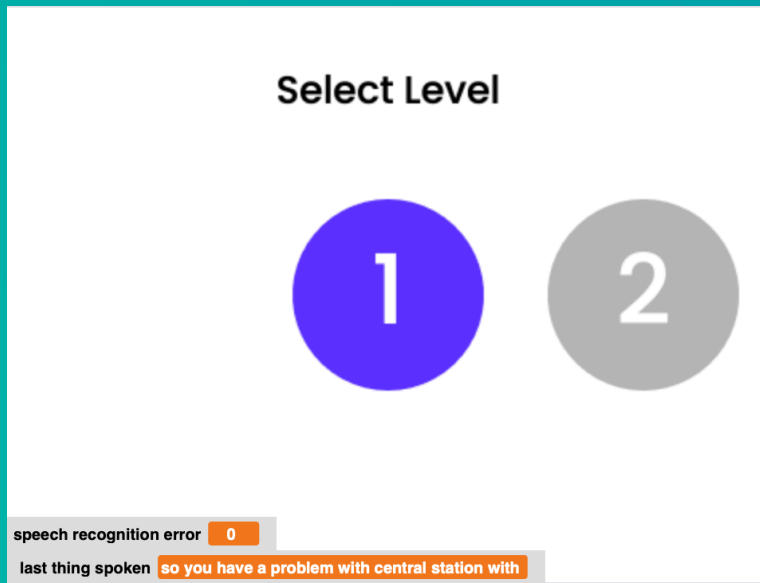 Select Level
1 2
speech recognition error 0
last thing spoken so you have a problem with central station with